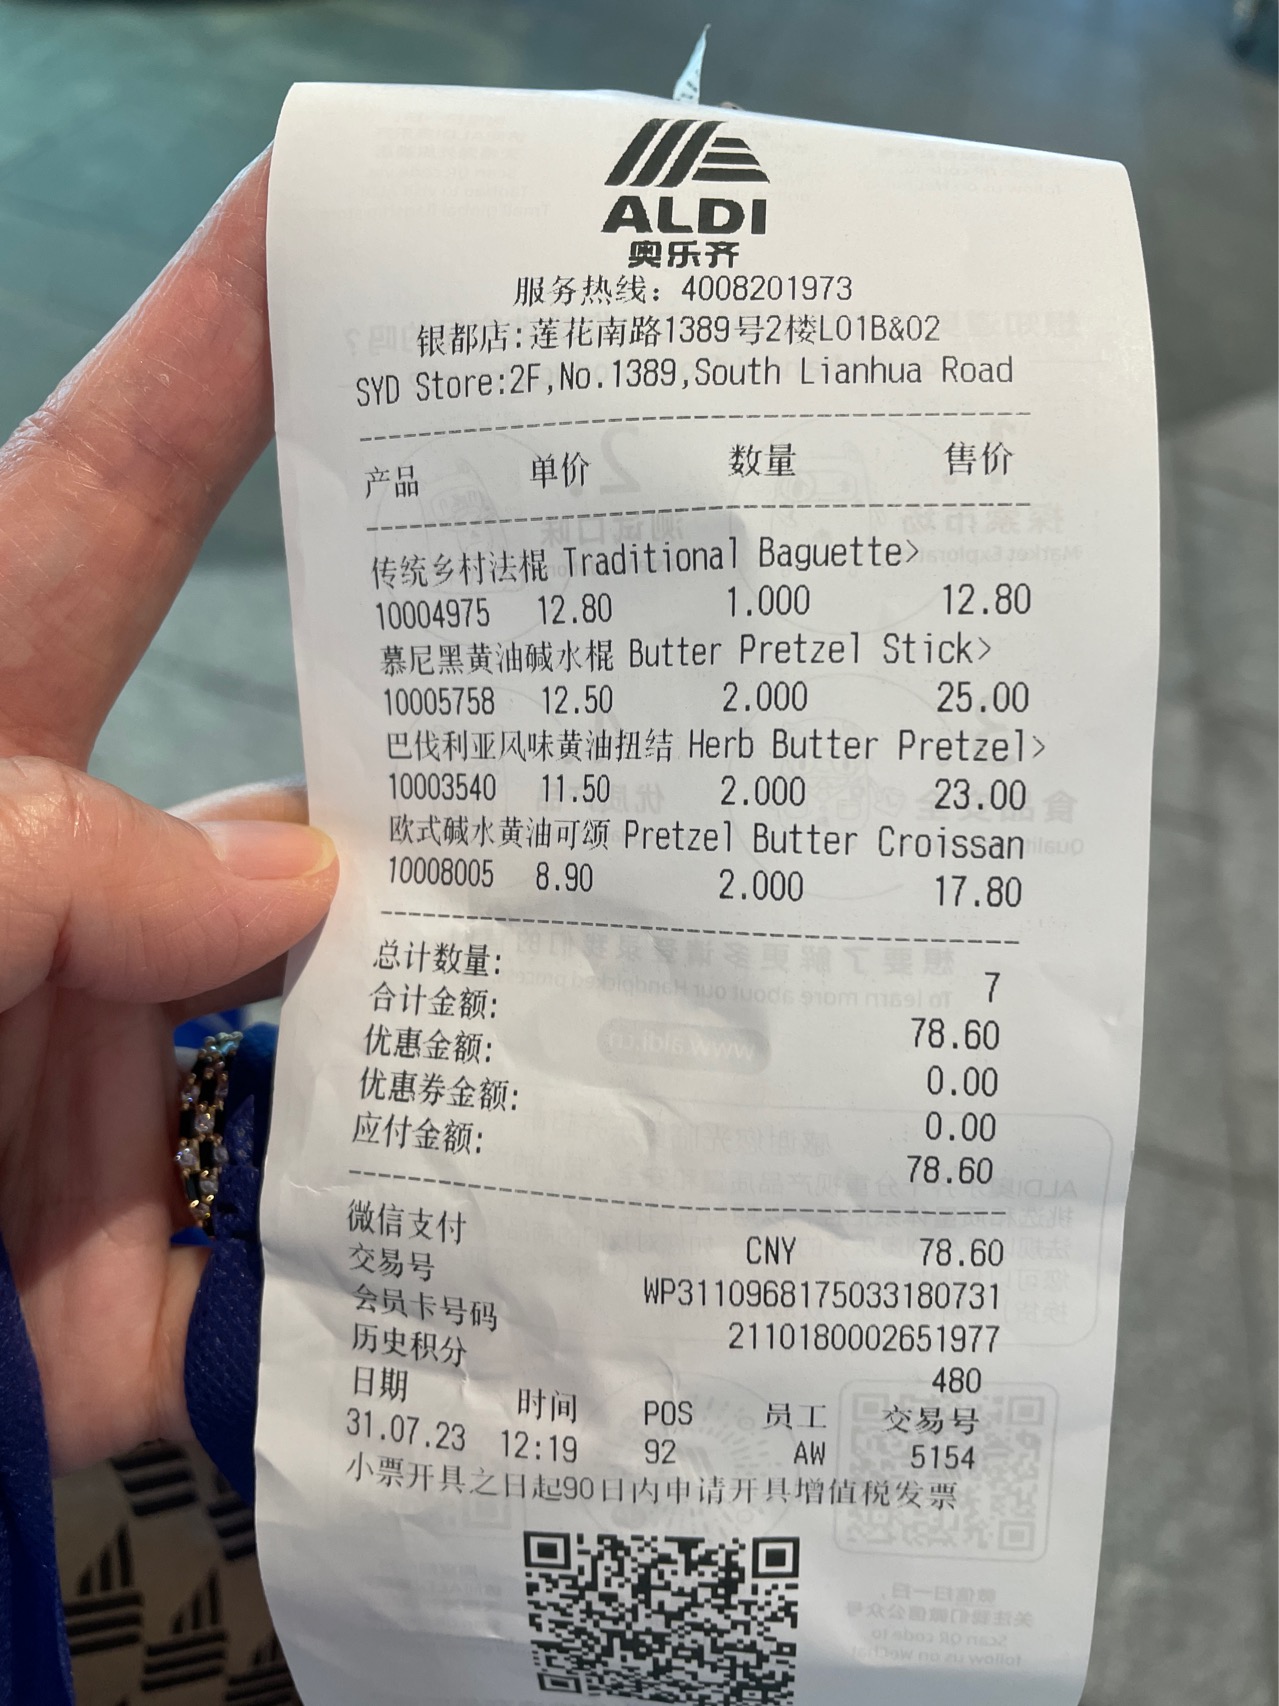 ALDI
奥乐齐
服务热线：4008201973
银都店:莲花南路1389号2楼L01B&02
SYD Store:2F,No.1389,South Lianhua Road
产品 单价 数量 售价
传统乡村法棍 Traditional Baguette>
10004975 12.80 1.000 12.80
慕尼黑黄油碱水棍 Butter Pretzel Stick>
10005758 12.50 2.000 25.00
巴伐利亚风味黄油扭结 Herb Butter Pretzel>
10003540 11.50 2.000 23.00
欧式碱水黄油可颂 Pretzel Butter Croissan
10008005 8.90 2.000 17.80
总计数量: 7
合计金额: 78.60
优惠金额: 0.00
优惠券金额: 0.00
应付金额: 78.60
微信支付 CNY 78.60
交易号 WP3110968175033180731
会员卡号码 2110180002651977
历史积分 480
日期 时间 POS 员工 交易号
31.07.23 12:19 92 AW 5154
小票开具之日起90日内申请开具增值税发票